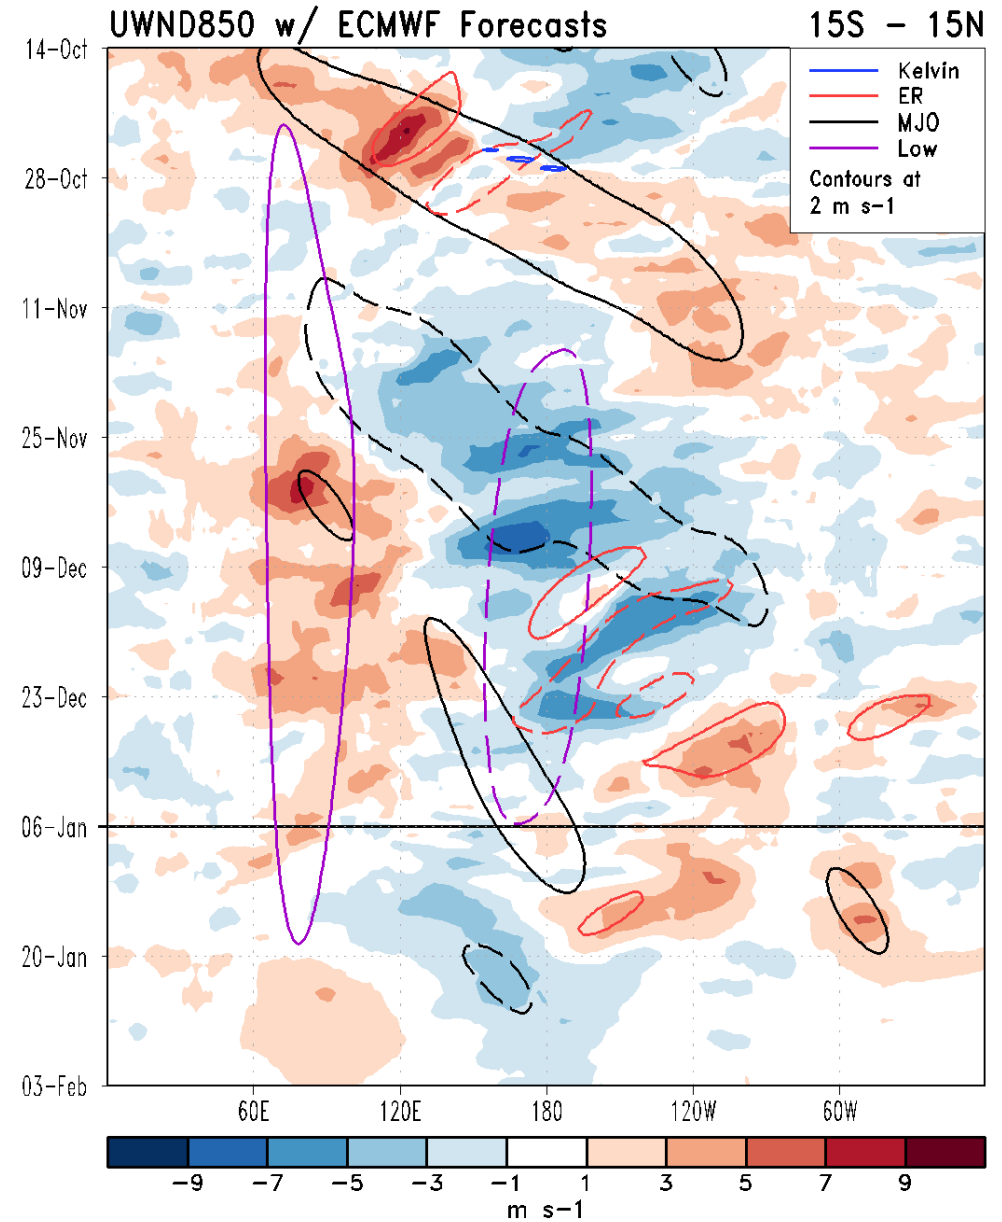 UWND850 w/ ECMWF Forecasts 15S − 15N
14-Oct
28-Oct
11-Nov
25-Nov
09-Dec
23-Dec
06-Jan
20-Jan
03-Feb
Kelvin
ER
MJO
Low
Contours at
2 m s-1
60E 120E 180 120W 60W
−9 −7 −5 −3 −1 1 3 5 7 9
m s-1